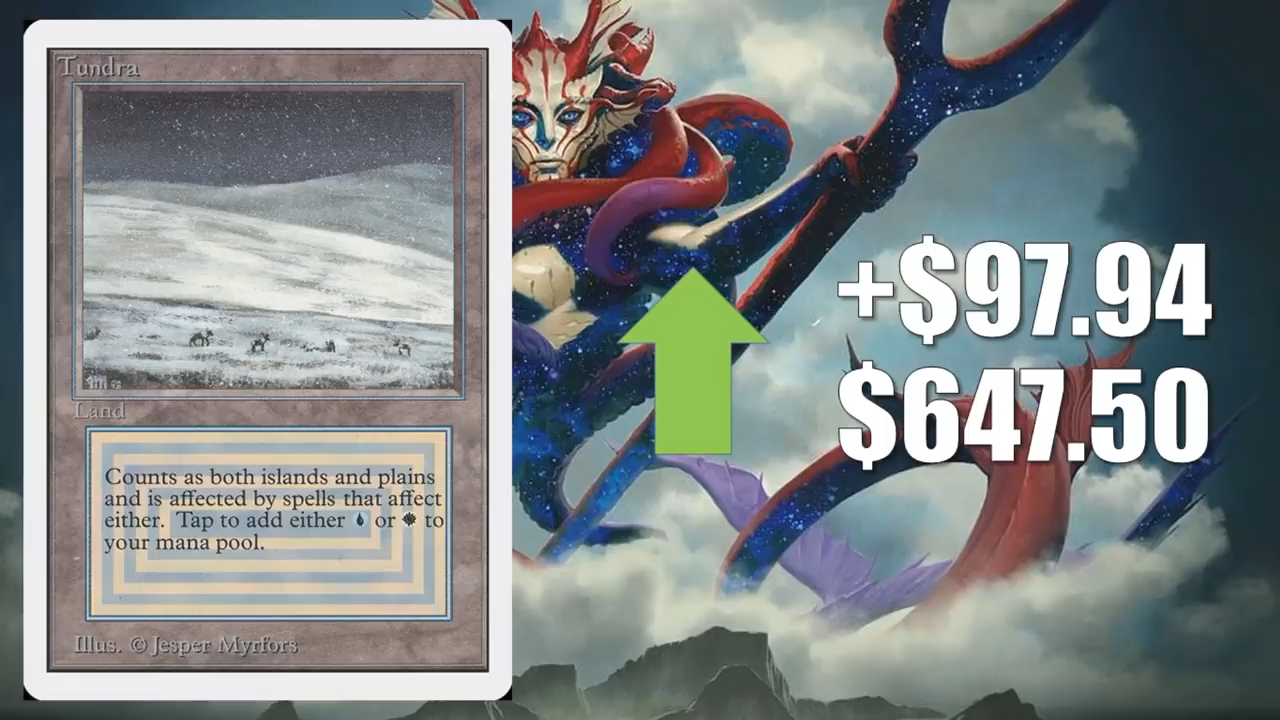 Tundra
Land
Counts as both islands and plains
and is affected by spells that affect
either. Tap to add either or to
your mana pool.
Illus. © Jesper Myrfors
+$97.94
$647.50